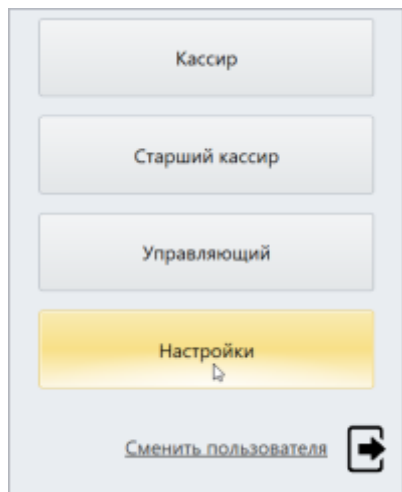 Кассир
Старший кассир
Управляющий
Настройки
Сменить пользователя